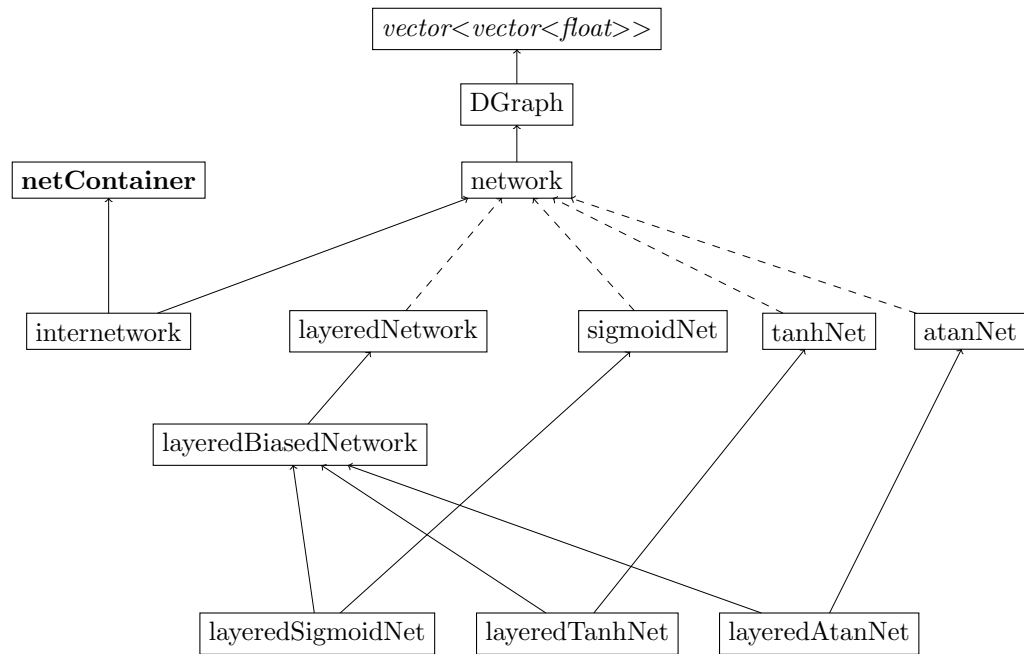 vector<vector<float>>
DGraph
netContainer
network
internetwork
layeredNetwork
sigmoidNet
tanhNet
atanNet
layeredBiasedNetwork
layeredSigmoidNet
layeredTanhNet
layeredAtanNet